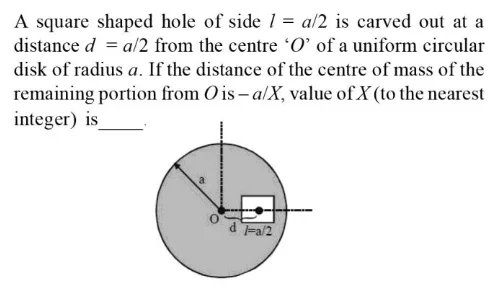 A square shaped hole of side l = a/2 is carved out at a
distance d = a/2 from the centre ‘O’ of a uniform circular
disk of radius a. If the distance of the centre of mass of the
remaining portion from O is – a/X, value of X (to the nearest
integer) is_____.
a
O
d l=a/2